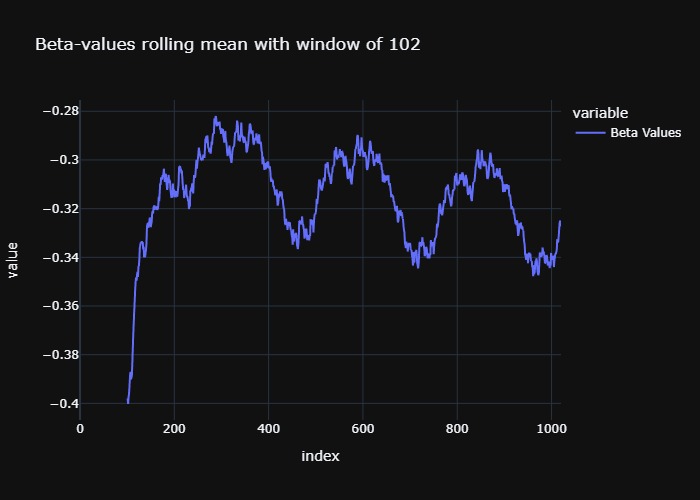 Beta-values rolling mean with window of 102
variable
Beta Values
−0.28
−0.3
−0.32
−0.34
−0.36
−0.38
−0.4
value
0 200 400 600 800 1000
index